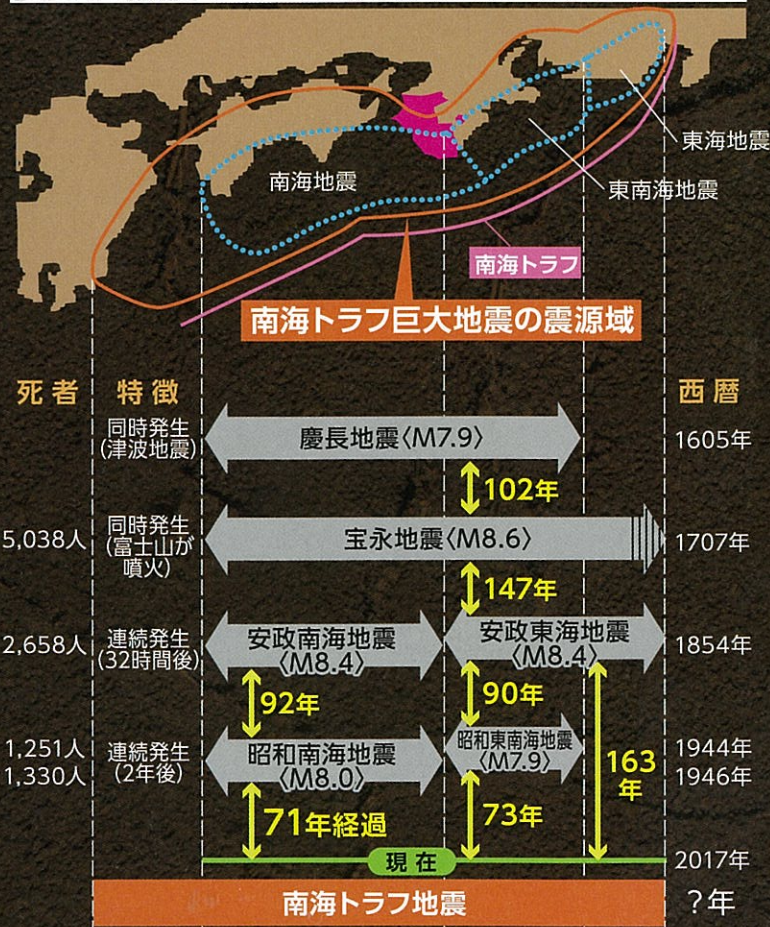 東海地震
南海地震
東南海地震
南海トラフ
南海トラフ巨大地震の震源域
死者 特徴 西暦
同時発生
(津波地震)
慶長地震〈M7.9〉
1605年
102年
5,038人
同時発生
(富士山が
噴火)
宝永地震〈M8.6〉
1707年
147年
2,658人
連続発生
(32時間後)
安政南海地震
〈M8.4〉
安政東海地震
〈M8.4〉
1854年
92年
90年
1,251人
1,330人
連続発生
(2年後)
昭和南海地震
〈M8.0〉
昭和東南海地震
〈M7.9〉
163
年
1944年
1946年
71年経過
73年
現在
2017年
南海トラフ地震
?年